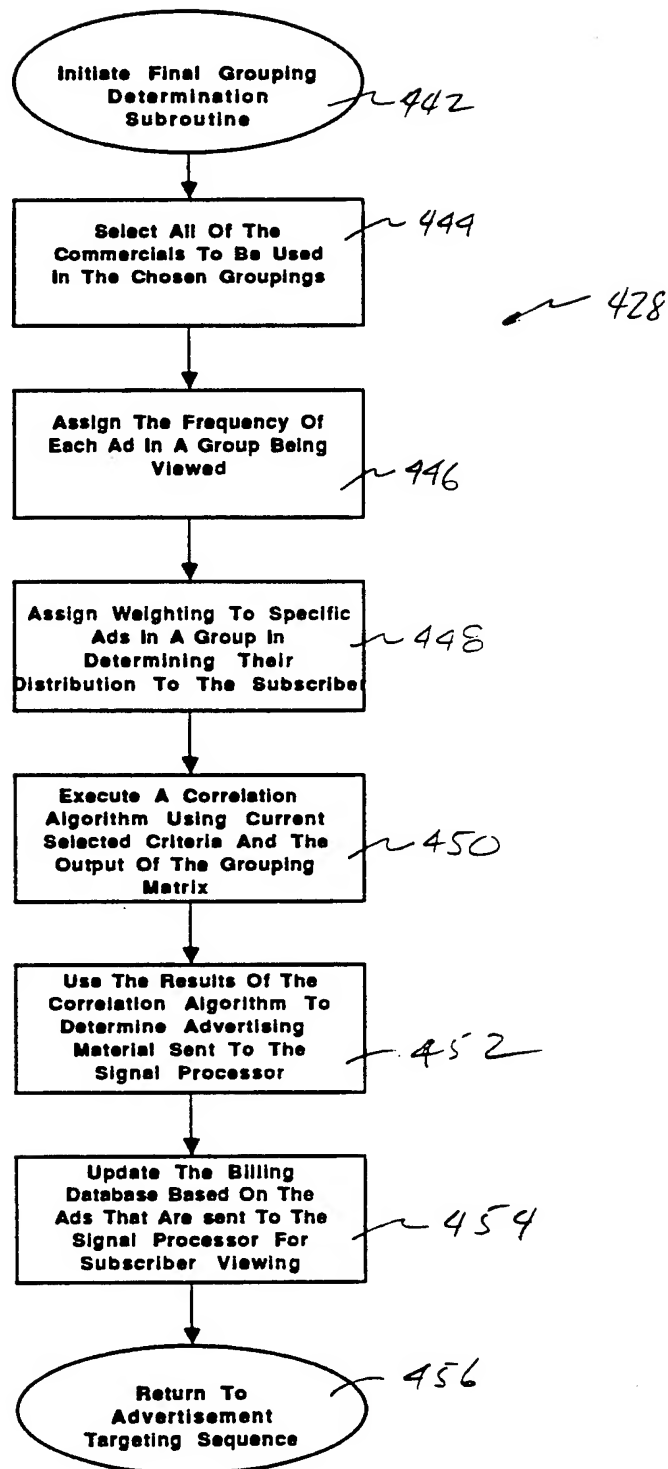 Initiate Final Grouping
Determination
Subroutine
442
Select All Of The
Commercials To Be Used
In The Chosen Groupings
444
428
Assign The Frequency Of
Each Ad In A Group Being
Viewed
446
Assign Weighting To Specific
Ads In A Group In
Determining Their
Distribution To The Subscriber
448
Execute A Correlation
Algorithm Using Current
Selected Criteria And The
Output Of The Grouping
Matrix
450
Use The Results Of The
Correlation Algorithm To
Determine Advertising
Material Sent To The
Signal Processor
452
Update The Billing
Database Based On The
Ads That Are sent To The
Signal Processor For
Subscriber Viewing
454
Return To
Advertisement
Targeting Sequence
456